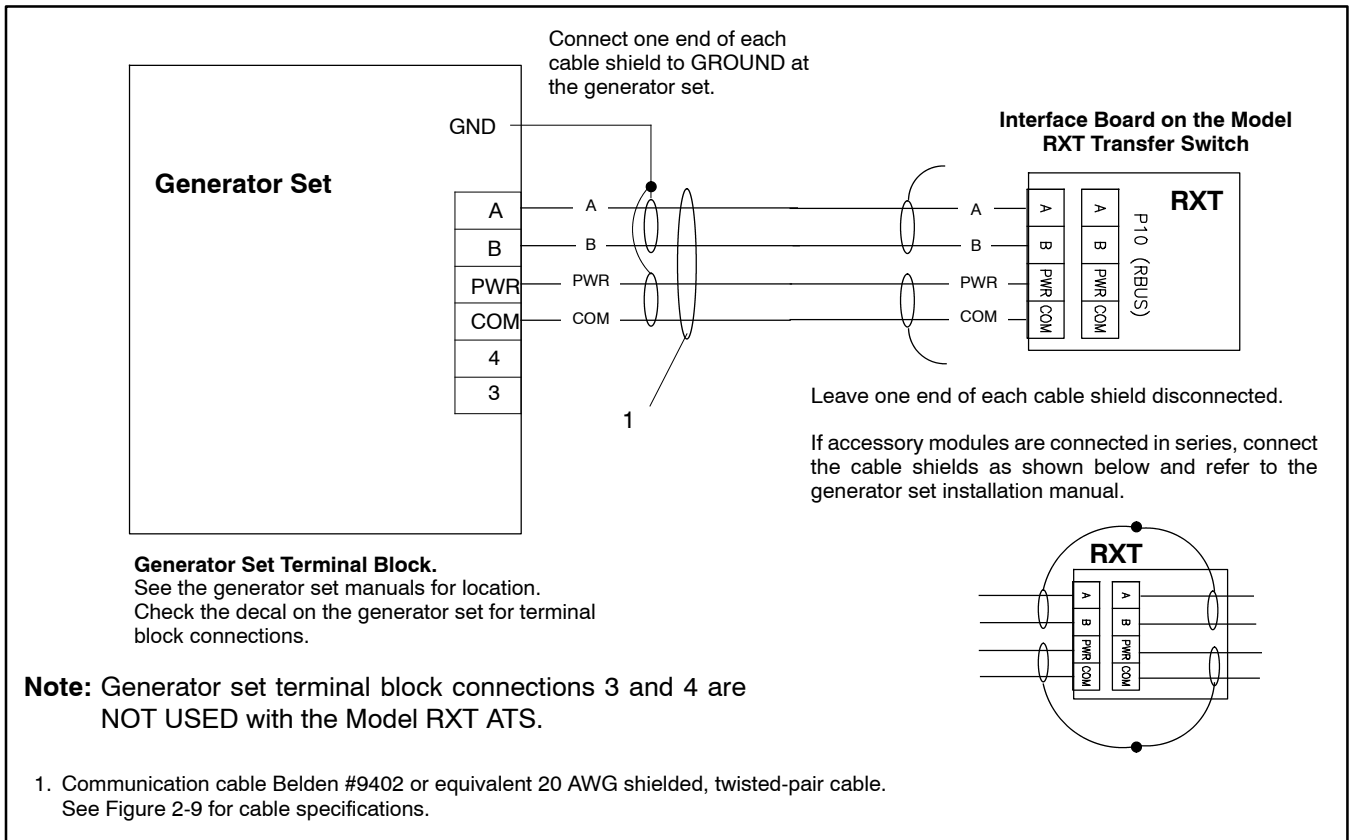 Connect one end of each
cable shield to GROUND at
the generator set.
GND
Generator Set
A
B
PWR
COM
4
3
A
B
PWR
COM
1
Interface Board on the Model
RXT Transfer Switch
A
B
PWR
COM
RXT
A
B
PWR
COM
A
B
PWR
COM
P10 (RBUS)
Leave one end of each cable shield disconnected.
If accessory modules are connected in series, connect
the cable shields as shown below and refer to the
generator set installation manual.
RXT
A
B
PWR
COM
A
B
PWR
COM
Generator Set Terminal Block.
See the generator set manuals for location.
Check the decal on the generator set for terminal
block connections.
Note: Generator set terminal block connections 3 and 4 are
NOT USED with the Model RXT ATS.
1. Communication cable Belden #9402 or equivalent 20 AWG shielded, twisted-pair cable.
See Figure 2-9 for cable specifications.